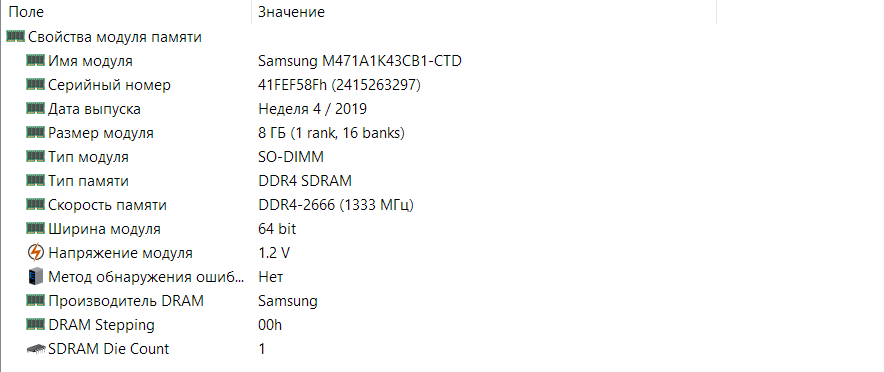 Поле Значение
Свойства модуля памяти
Имя модуля Samsung M471A1K43CB1-CTD
Серийный номер 41FEF58Fh (2415263297)
Дата выпуска Неделя 4 / 2019
Размер модуля 8 ГБ (1 rank, 16 banks)
Тип модуля SO-DIMM
Тип памяти DDR4 SDRAM
Скорость памяти DDR4-2666 (1333 МГц)
Ширина модуля 64 bit
Напряжение модуля 1.2 V
Метод обнаружения ошиб... Нет
Производитель DRAM Samsung
DRAM Stepping 00h
SDRAM Die Count 1